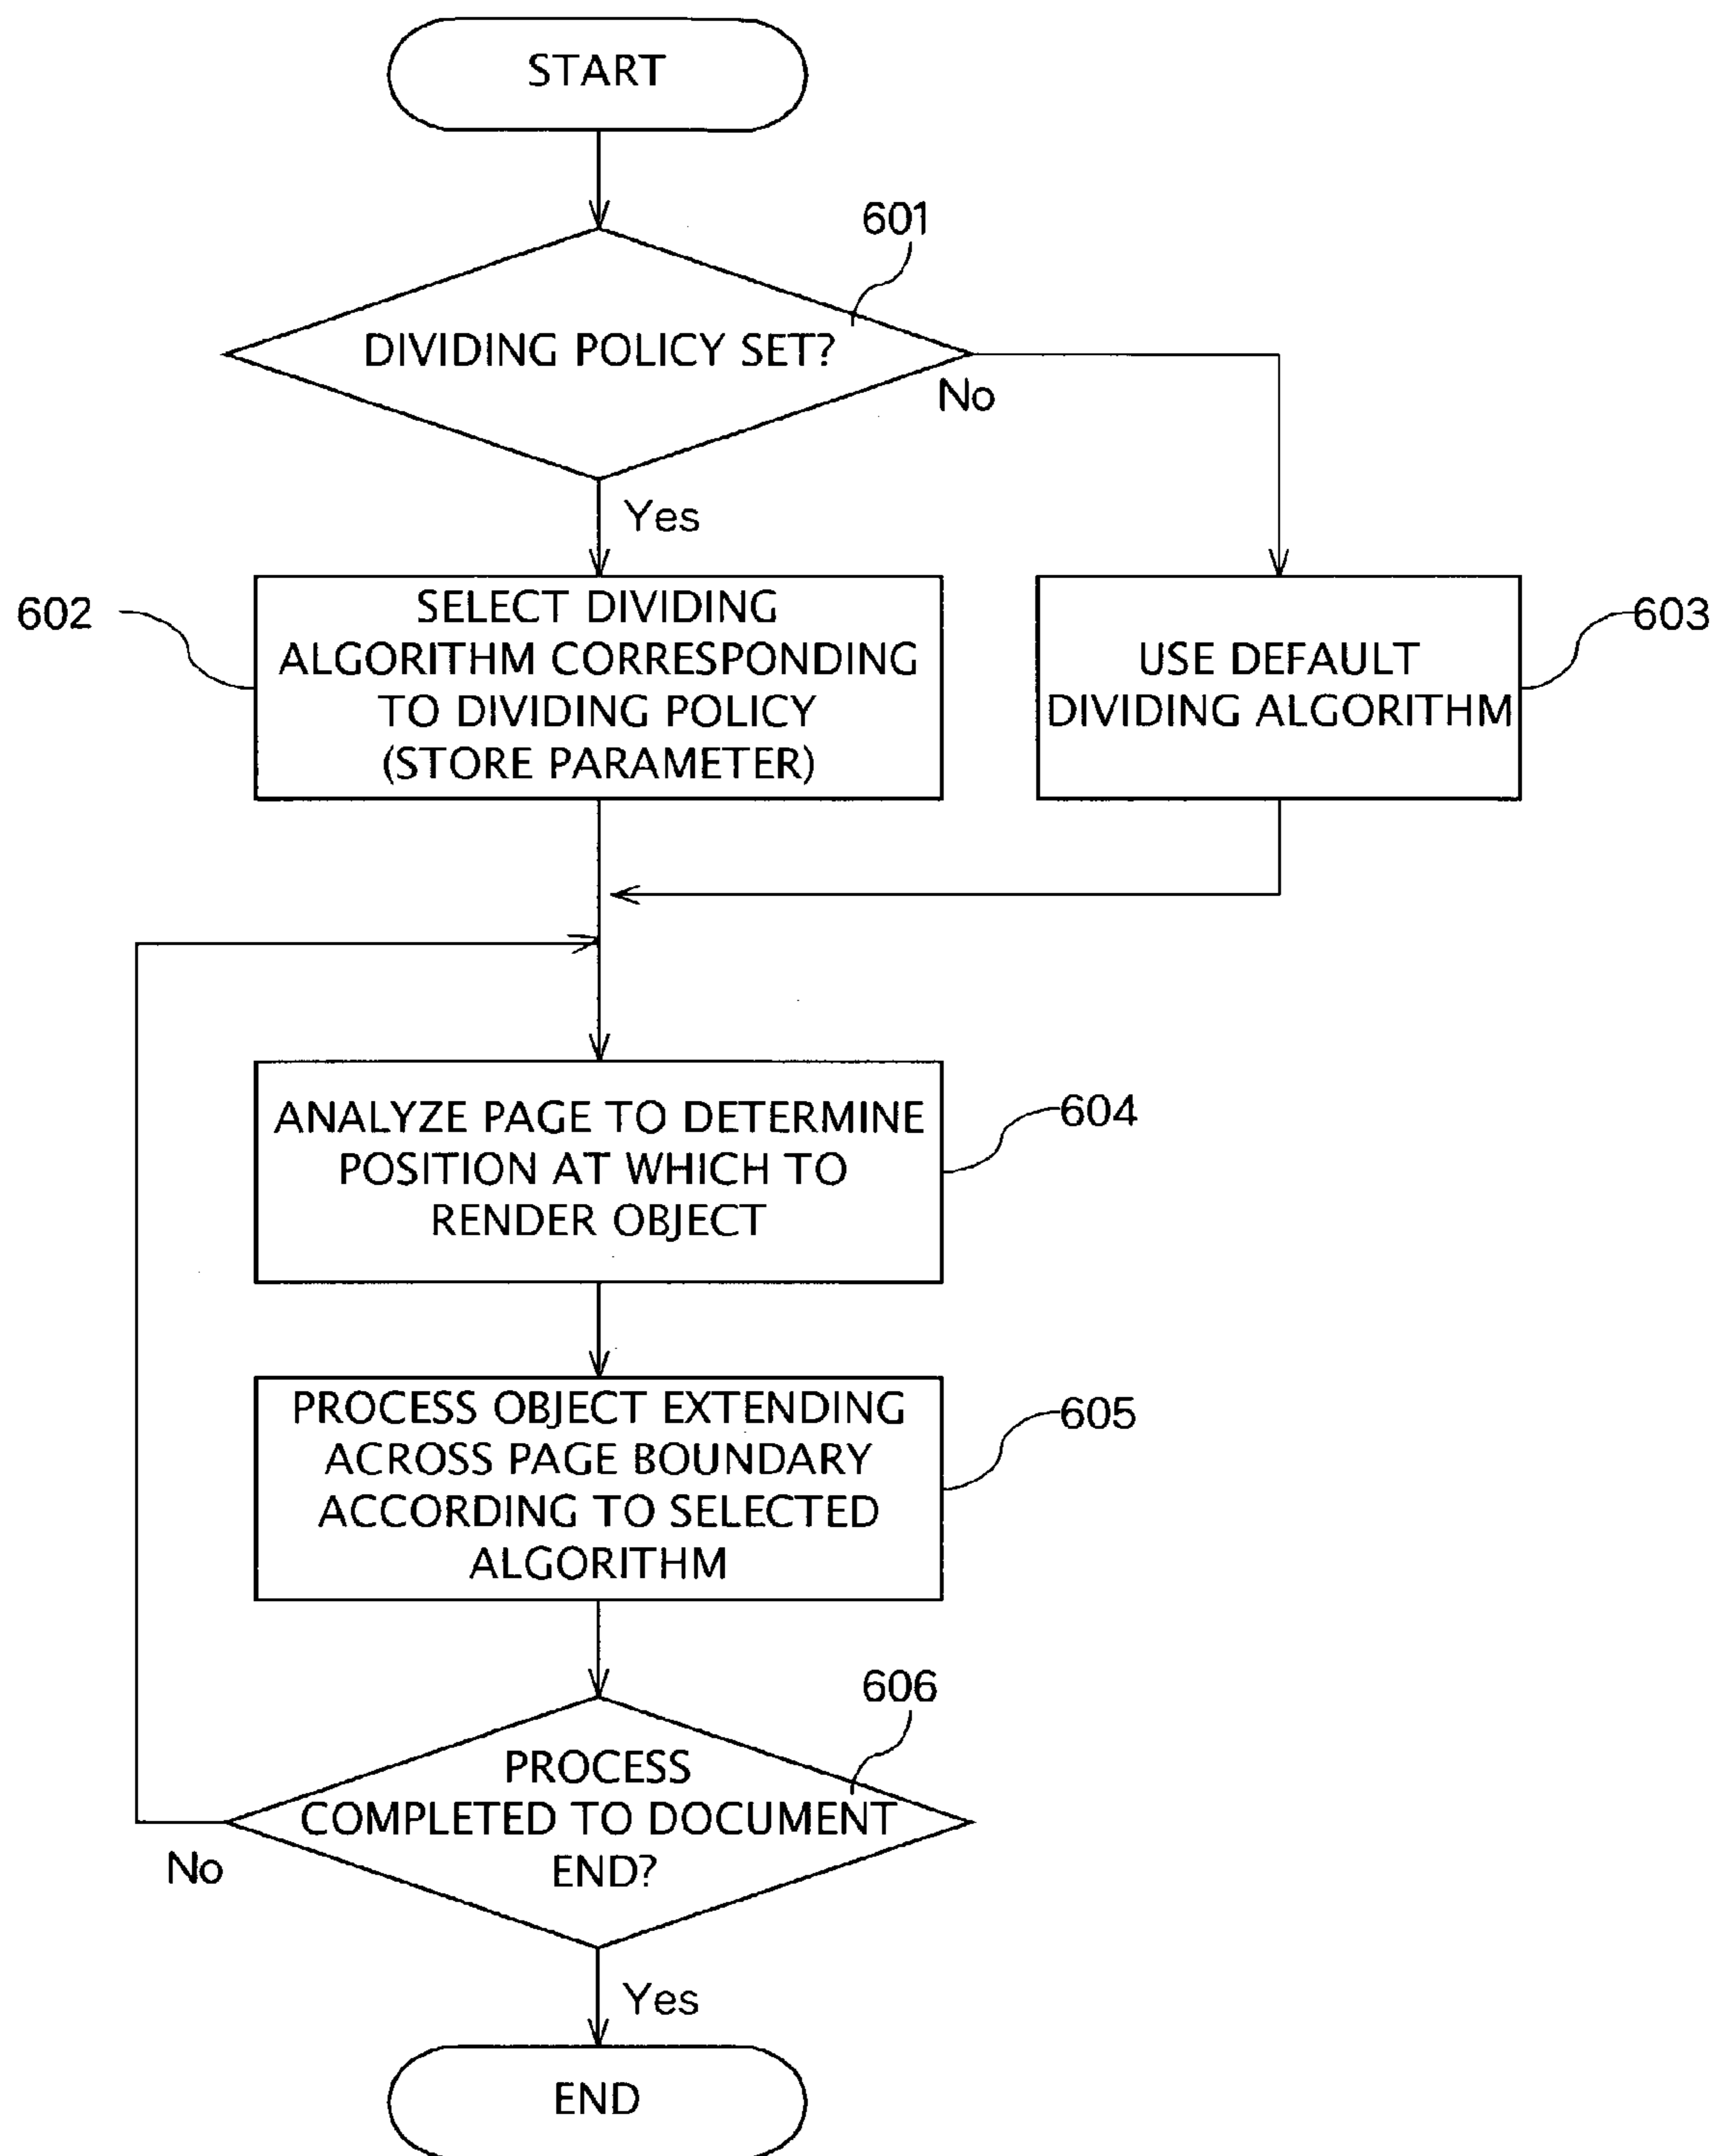 START
601
DIVIDING POLICY SET?
No
Yes
602
SELECT DIVIDING
ALGORITHM CORRESPONDING
TO DIVIDING POLICY
(STORE PARAMETER)
603
USE DEFAULT
DIVIDING ALGORITHM
604
ANALYZE PAGE TO DETERMINE
POSITION AT WHICH TO
RENDER OBJECT
605
PROCESS OBJECT EXTENDING
ACROSS PAGE BOUNDARY
ACCORDING TO SELECTED
ALGORITHM
606
PROCESS
COMPLETED TO DOCUMENT
END?
No
Yes
END